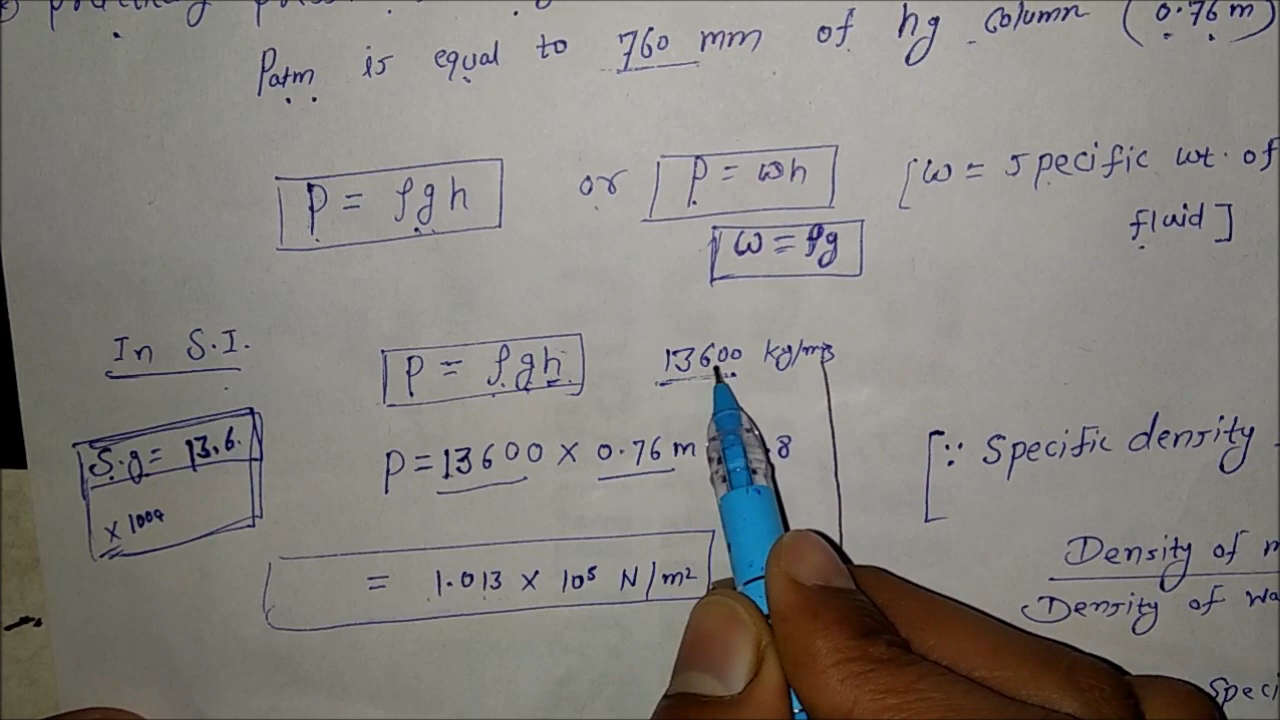 Patm is equal to 760 mm of hg column (0.76 m)
P = ρgh or P = ωh [ω = specific wt. of
ω = ρg fluid]
In S.I. P = ρgh 13600 kg/m3
S.g = 13.6 P = 13600 × 0.76 m .8 [∵ Specific density
× 1000
= 1.013 × 10⁵ N/m² Density of m
Density of wa
Speci